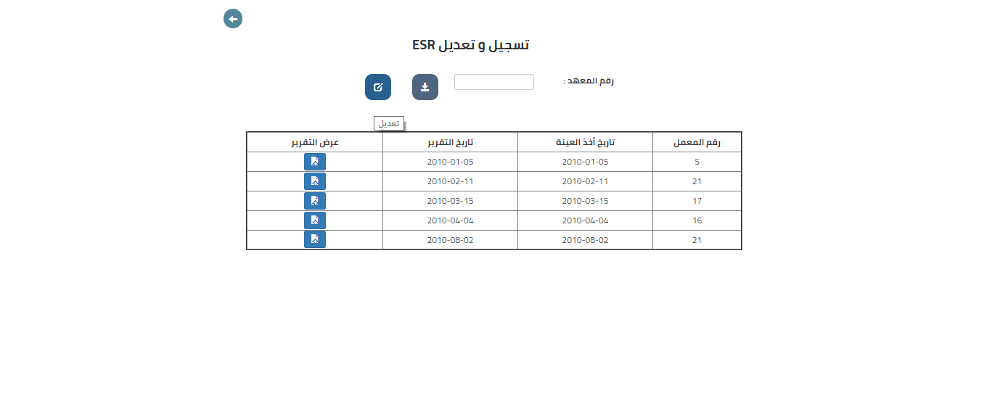 تسجيل و تعديل ESR
رقم المعهد :
تعديل
رقم المعمل تاريخ أخذ العينة تاريخ التقرير عرض التقرير
5 2010-01-05 2010-01-05
21 2010-02-11 2010-02-11
17 2010-03-15 2010-03-15
16 2010-04-04 2010-04-04
21 2010-08-02 2010-08-02